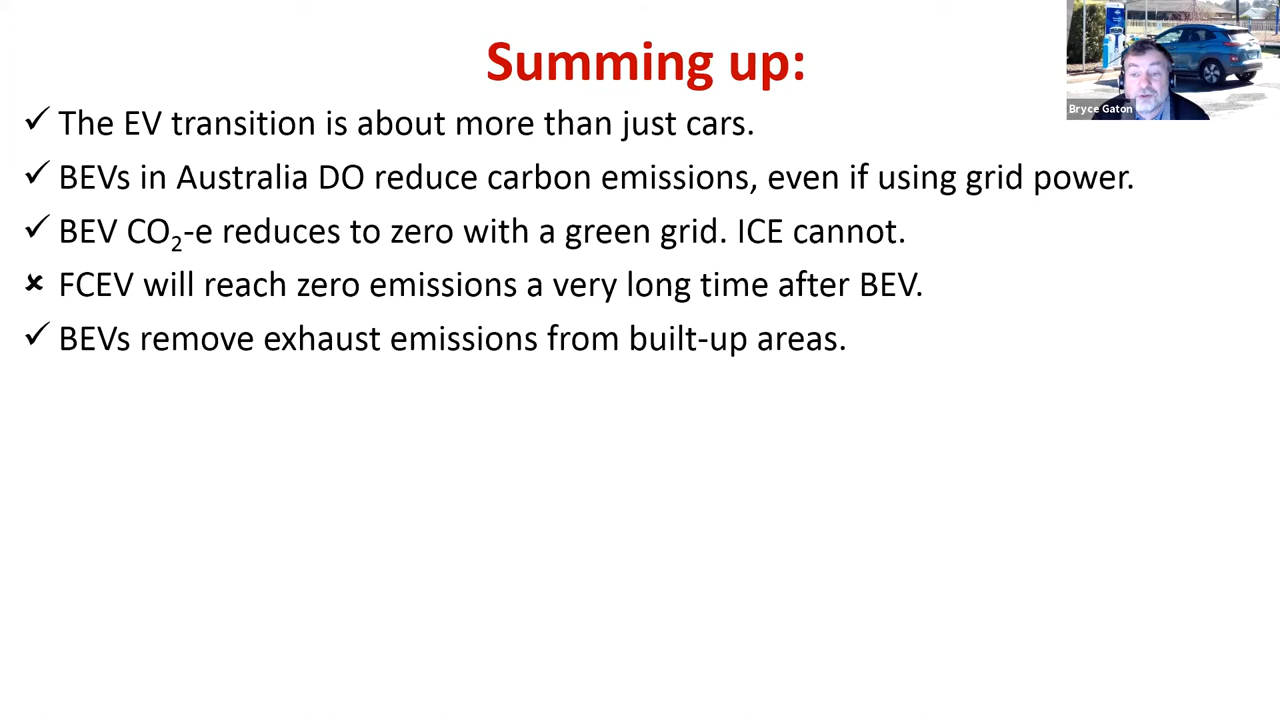 Summing up:
Bryce Gaton
✓ The EV transition is about more than just cars.
✓ BEVs in Australia DO reduce carbon emissions, even if using grid power.
✓ BEV CO₂-e reduces to zero with a green grid. ICE cannot.
✗ FCEV will reach zero emissions a very long time after BEV.
✓ BEVs remove exhaust emissions from built-up areas.